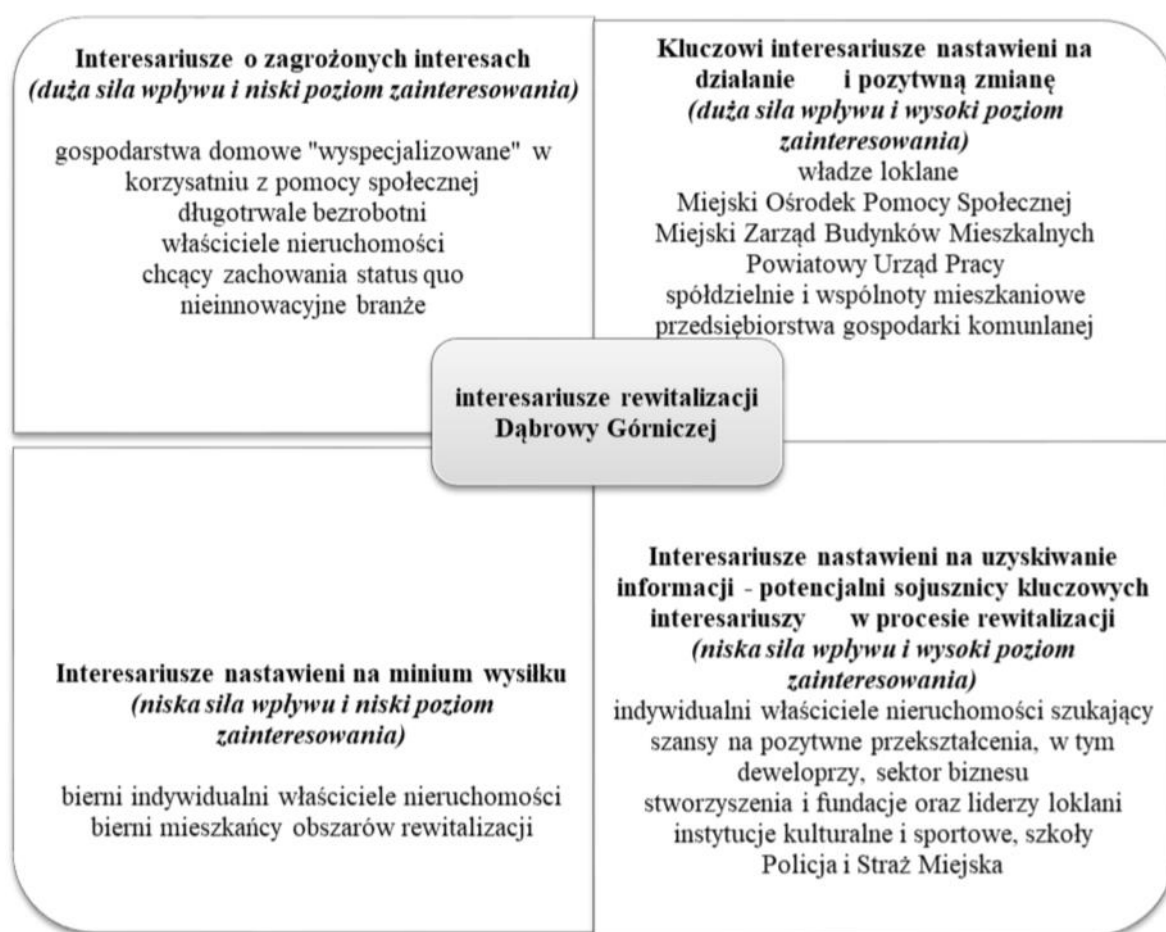 Interesariusze o zagrożonych interesach
(duża siła wpływu i niski poziom zainteresowania)
gospodarstwa domowe "wyspecjalizowane" w
korzysatniu z pomocy społecznej
długotrwale bezrobotni
właściciele nieruchomości
chcący zachowania status quo
nieinnowacyjne branże
Kluczowi interesariusze nastawieni na
działanie i pozytwną zmianę
(duża siła wpływu i wysoki poziom
zainteresowania)
władze loklane
Miejski Ośrodek Pomocy Społecznej
Miejski Zarząd Budynków Mieszkalnych
Powiatowy Urząd Pracy
spółdzielnie i wspólnoty mieszkaniowe
przedsiębiorstwa gospodarki komunlanej
interesariusze rewitalizacji
Dąbrowy Górniczej
Interesariusze nastawieni na minium wysiłku
(niska siła wpływu i niski poziom
zainteresowania)
bierni indywidualni właściciele nieruchomości
bierni mieszkańcy obszarów rewitalizacji
Interesariusze nastawieni na uzyskiwanie
informacji - potencjalni sojusznicy kluczowych
interesariuszy w procesie rewitalizacji
(niska siła wpływu i wysoki poziom
zainteresowania)
indywidualni właściciele nieruchomości szukający
szansy na pozytwne przekształcenia, w tym
deweloprzy, sektor biznesu
stworzyszenia i fundacje oraz liderzy loklani
instytucje kulturalne i sportowe, szkoły
Policja i Straż Miejska